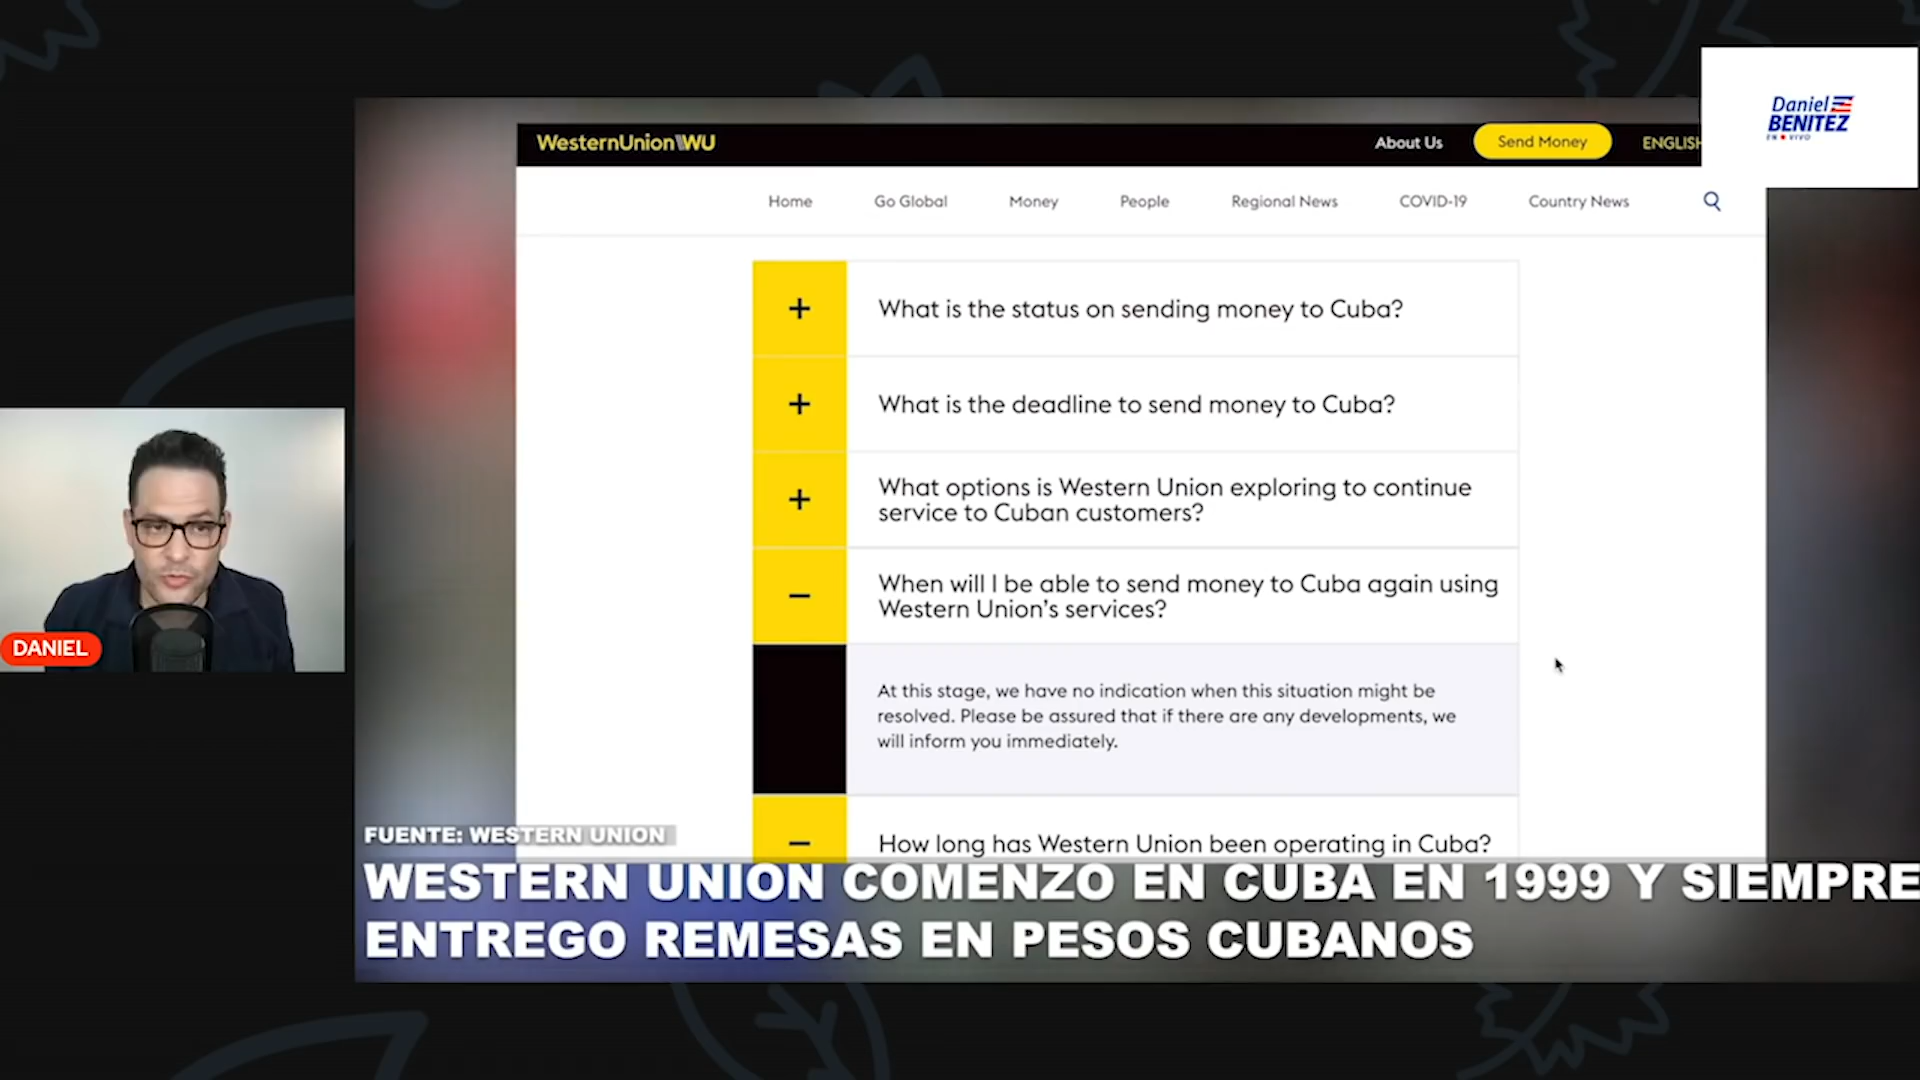 Daniel
BENITEZ
EN VIVO
WesternUnion WU
About Us
Send Money
ENGLISH
Home
Go Global
Money
People
Regional News
COVID-19
Country News
+
What is the status on sending money to Cuba?
+
What is the deadline to send money to Cuba?
+
What options is Western Union exploring to continue
service to Cuban customers?
−
When will I be able to send money to Cuba again using
Western Union’s services?
At this stage, we have no indication when this situation might be
resolved. Please be assured that if there are any developments, we
will inform you immediately.
−
How long has Western Union been operating in Cuba?
DANIEL
FUENTE: WESTERN UNION
WESTERN UNION COMENZO EN CUBA EN 1999 Y SIEMPRE
ENTREGO REMESAS EN PESOS CUBANOS